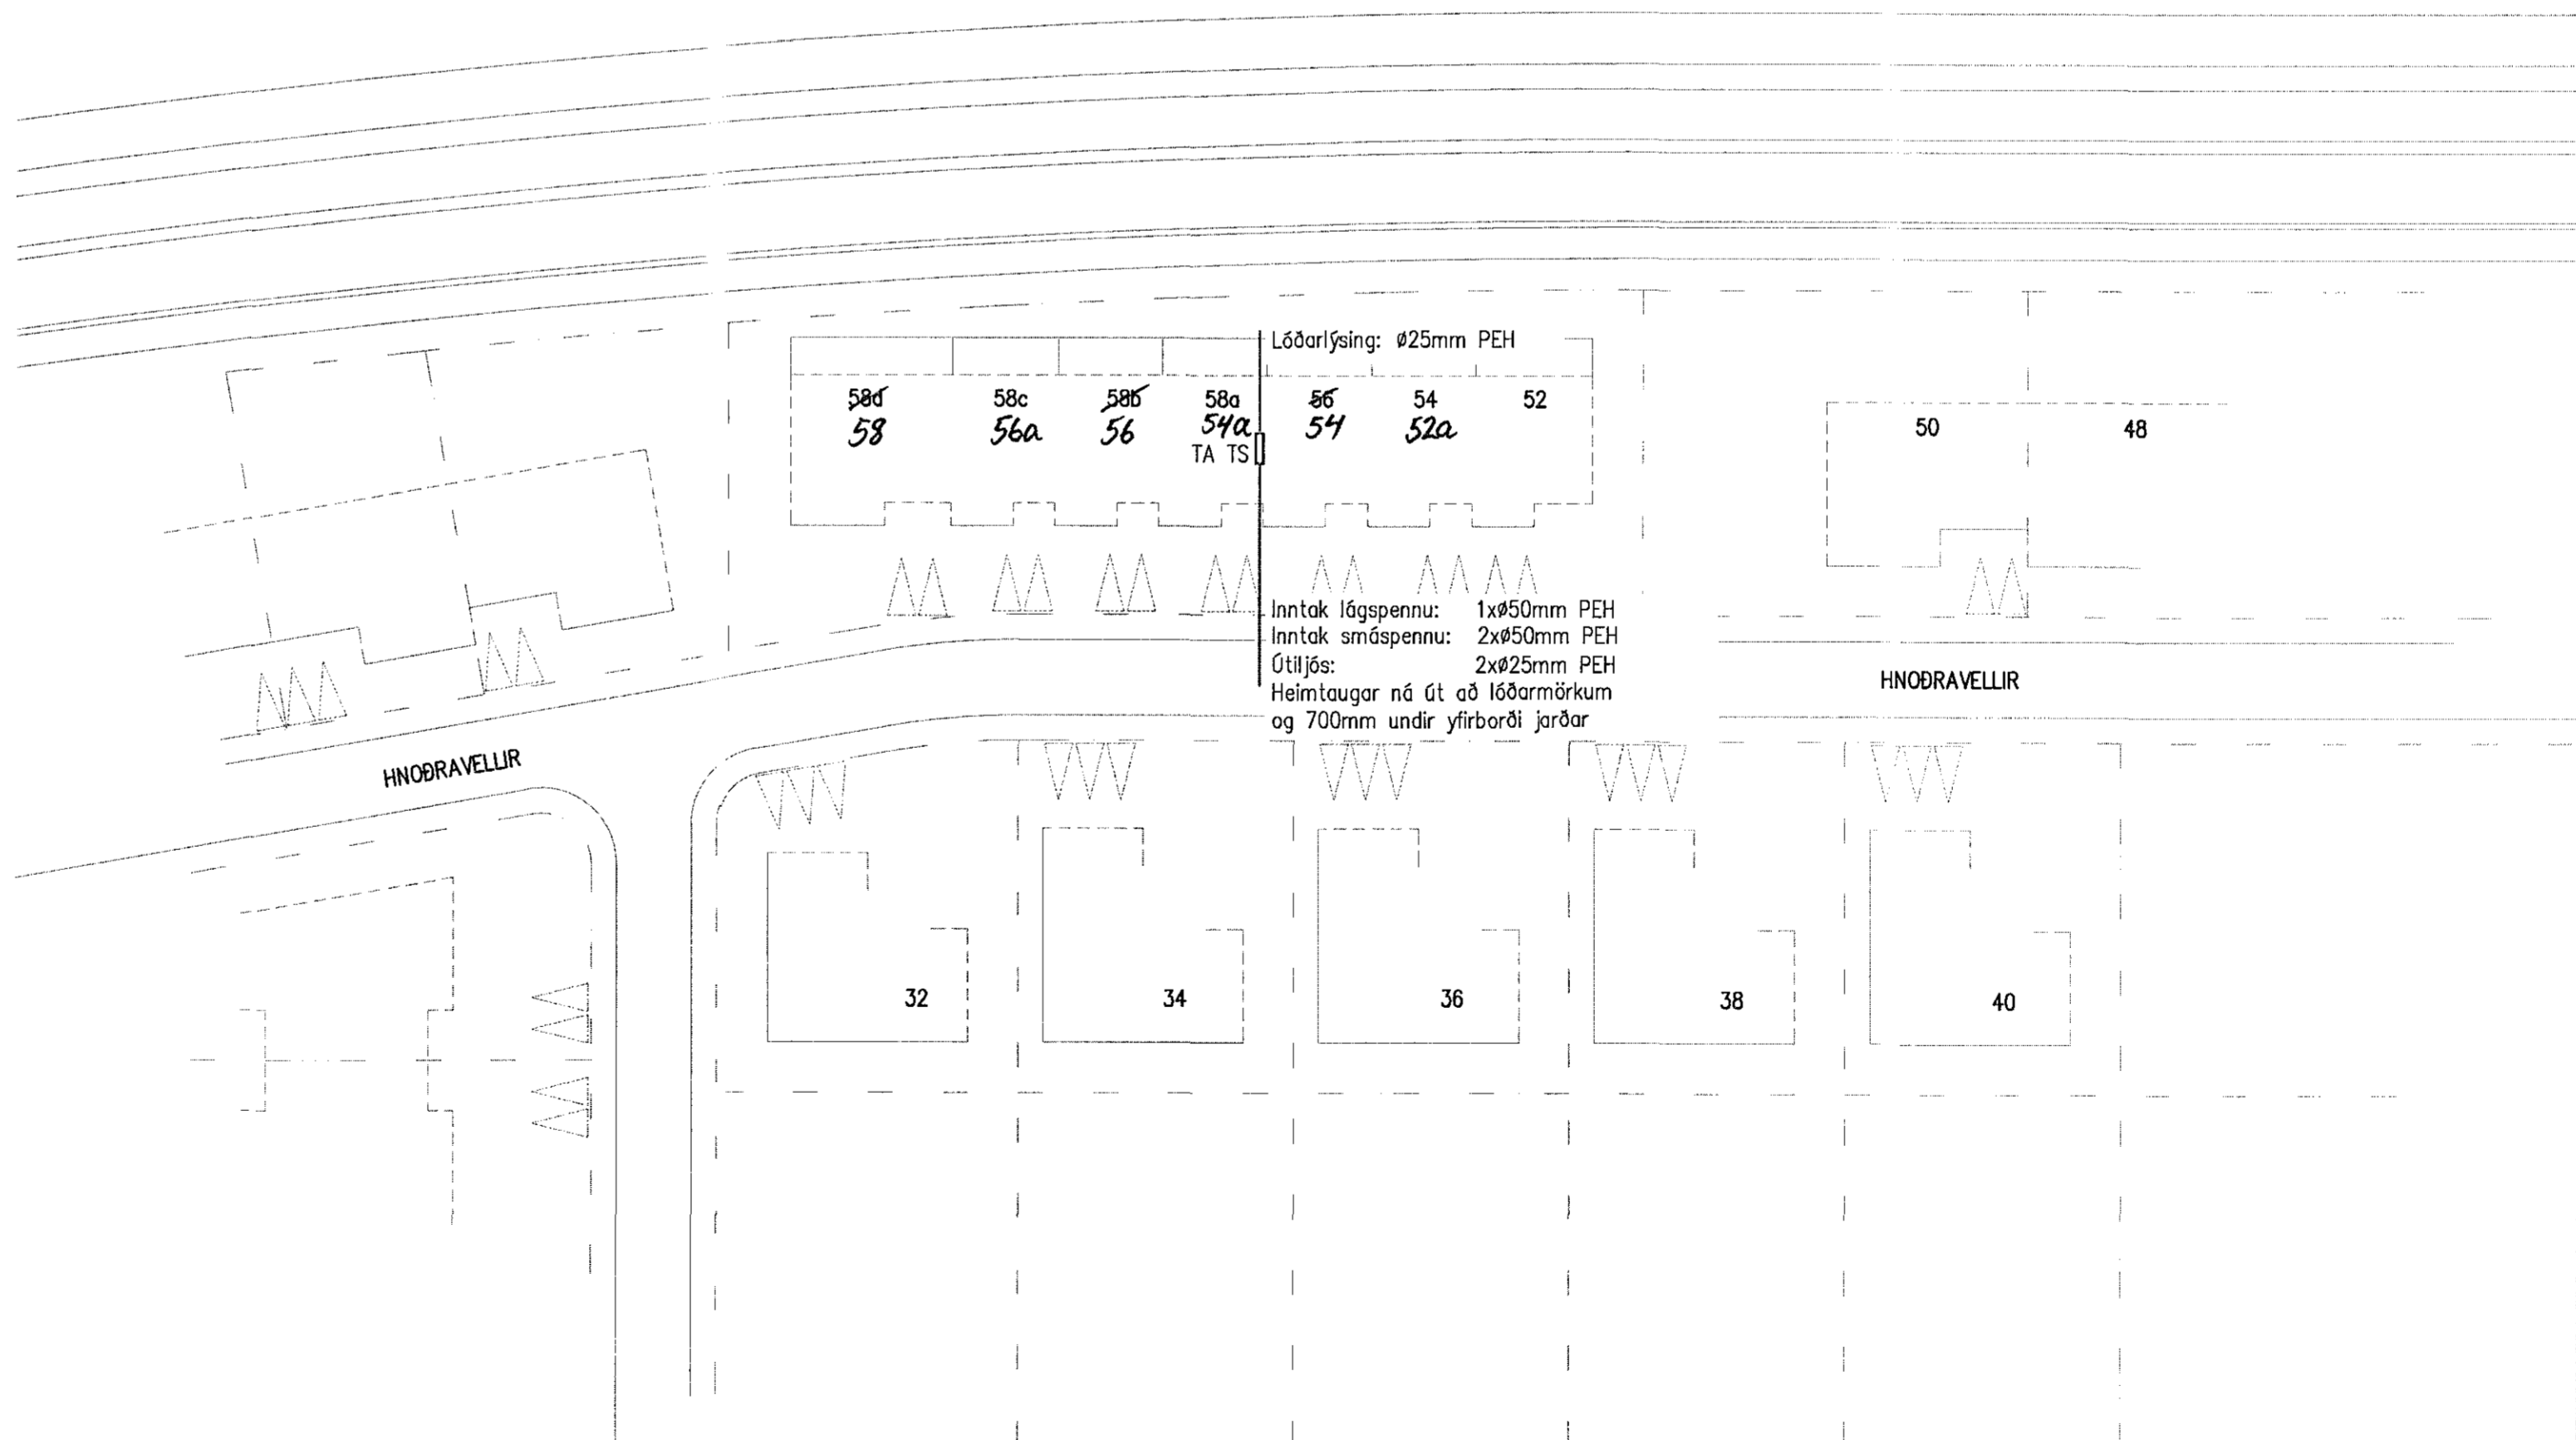 Lóðarlýsing: ø25mm PEH
58d 58c 58b 58a 56 54 52
58 56a 56 54a 54 52a
TA TS
50 48
Inntak lágspennu: 1xø50mm PEH
Inntak smáspennu: 2xø50mm PEH
Útiljós: 2xø25mm PEH
Heimtaugar ná út að lóðarmörkum
og 700mm undir yfirborði jarðar
HNOÐRAVELLIR
HNOÐRAVELLIR
32 34 36 38 40